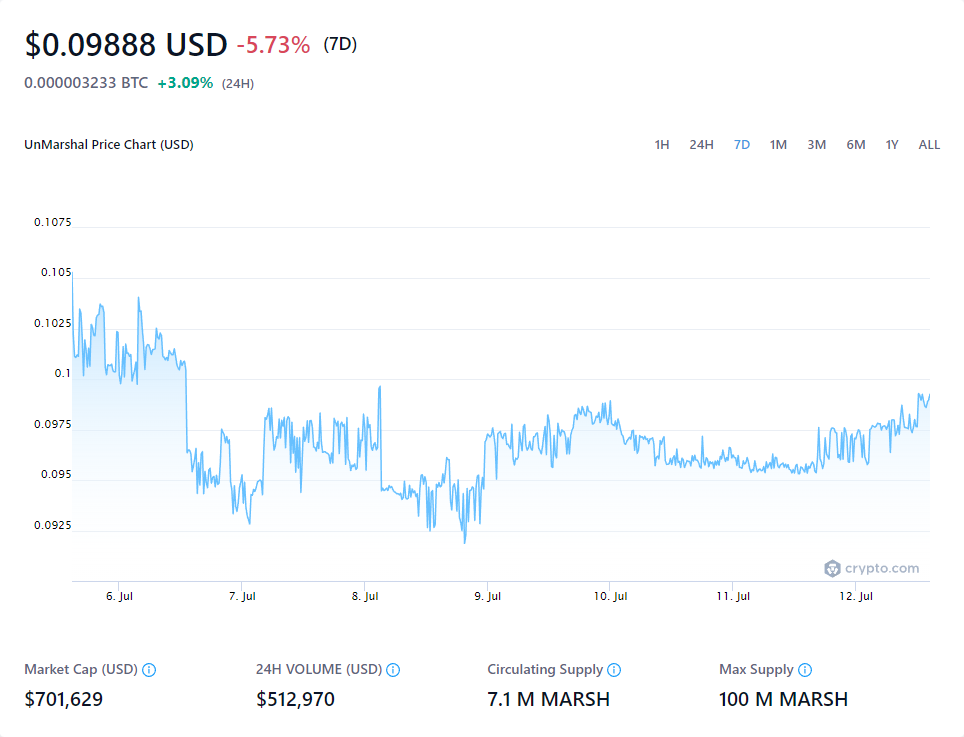 $0.09888 USD -5.73% (7D)
0.000003233 BTC +3.09% (24H)
UnMarshal Price Chart (USD)
1H 24H 7D 1M 3M 6M 1Y ALL
0.1075
0.105
0.1025
0.1
0.0975
0.095
0.0925
crypto.com
6. Jul 7. Jul 8. Jul 9. Jul 10. Jul 11. Jul 12. Jul
Market Cap (USD) 24H VOLUME (USD) Circulating Supply Max Supply
$701,629 $512,970 7.1 M MARSH 100 M MARSH